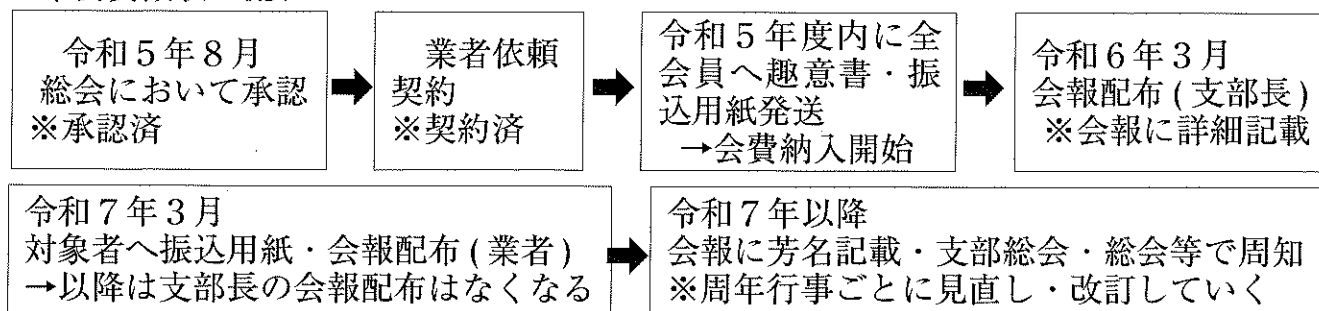 令和5年8月
総会において承認
※承認済
業者依頼
契約
※契約済
令和5年度内に全
会員へ趣意書・振
込用紙発送
→会費納入開始
令和6年3月
会報配布(支部長)
※会報に詳細記載
令和7年3月
対象者へ振込用紙・会報配布(業者)
→以降は支部長の会報配布はなくなる
令和7年以降
会報に芳名記載・支部総会・総会等で周知
※周年行事ごとに見直し・改訂していく